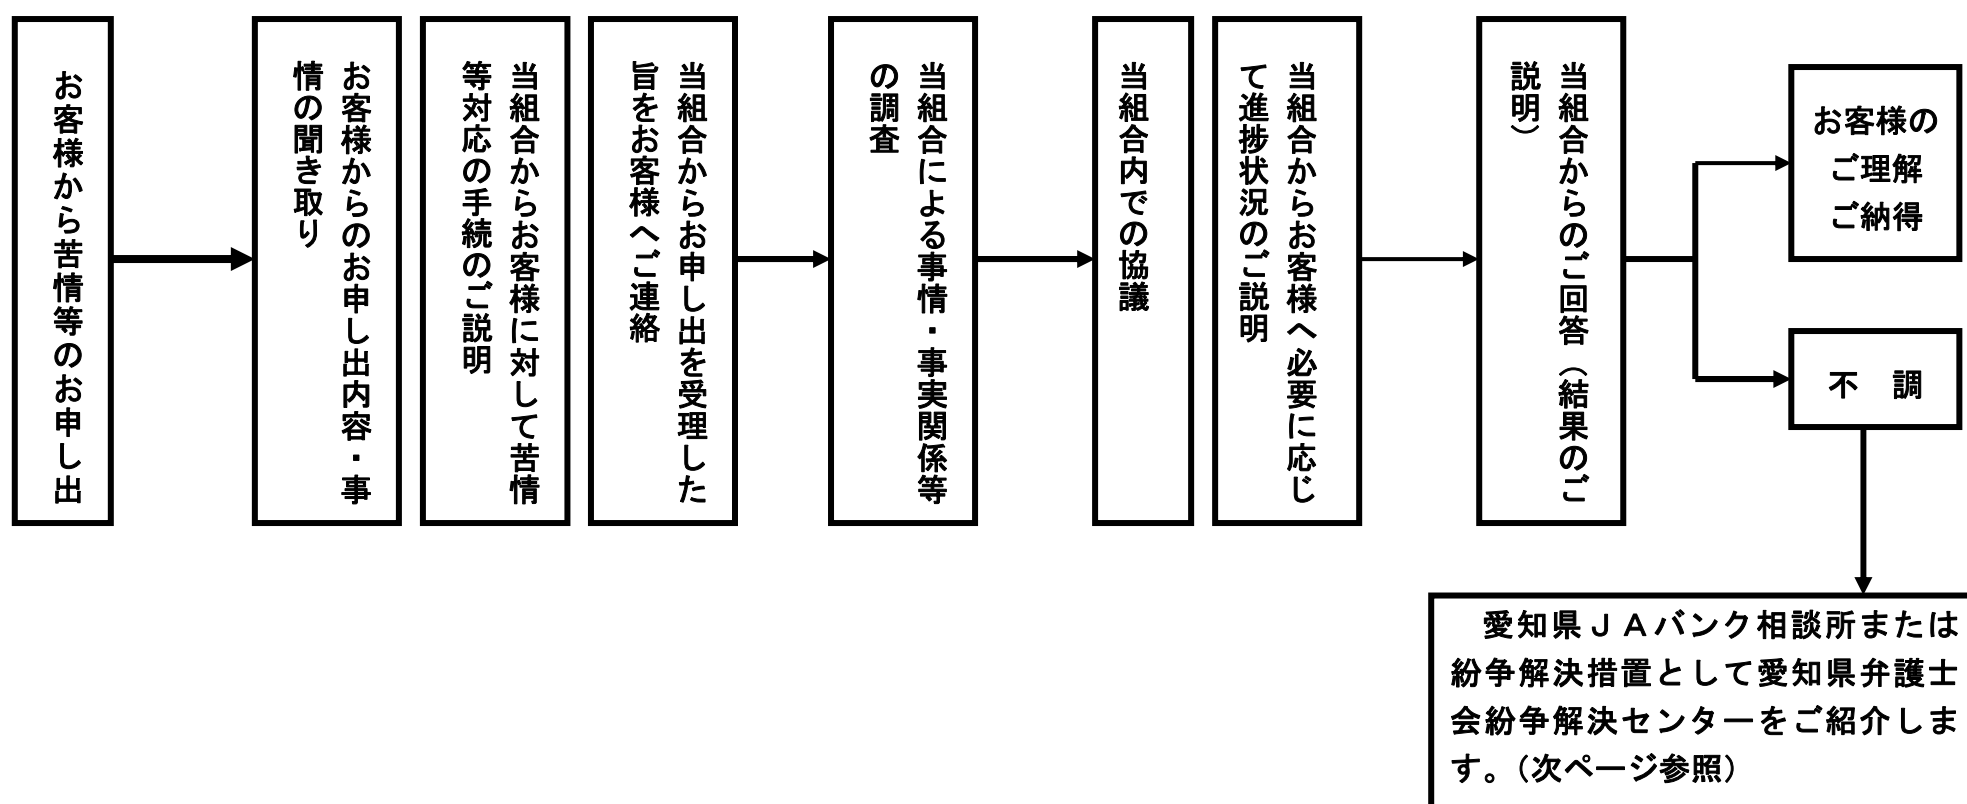 お客様から苦情等のお申し出
お客様からのお申し出内容・事
情の聞き取り
当組合からお客様に対して苦情
等対応の手続のご説明
当組合からお申し出を受理した
旨をお客様へご連絡
当組合による事情・事実関係等
の調査
当組合内での協議
当組合からお客様へ必要に応じ
て進捗状況のご説明
当組合からのご回答（結果のご
説明）
お客様の
ご理解
ご納得
不　調
愛知県ＪＡバンク相談所または
紛争解決措置として愛知県弁護士
会紛争解決センターをご紹介しま
す。（次ページ参照）